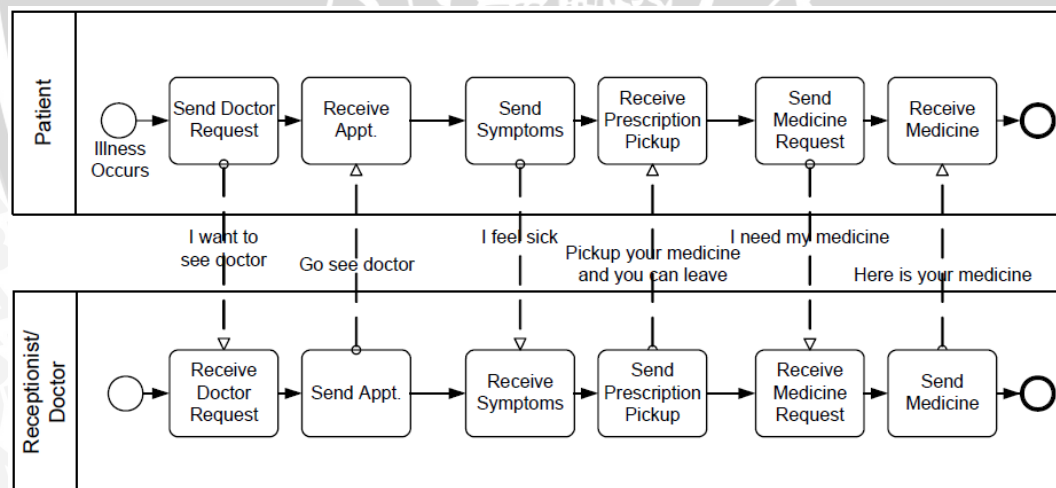 Patient
Send Doctor
Request
Receive
Appt.
Send
Symptoms
Receive
Prescription
Pickup
Send
Medicine
Request
Receive
Medicine
Illness
Occurs
I want to
see doctor
Go see doctor
I feel sick
Pickup your medicine
and you can leave
I need my medicine
Here is your medicine
Receptionist/
Doctor
Receive
Doctor
Request
Send Appt.
Receive
Symptoms
Send
Prescription
Pickup
Receive
Medicine
Request
Send
Medicine